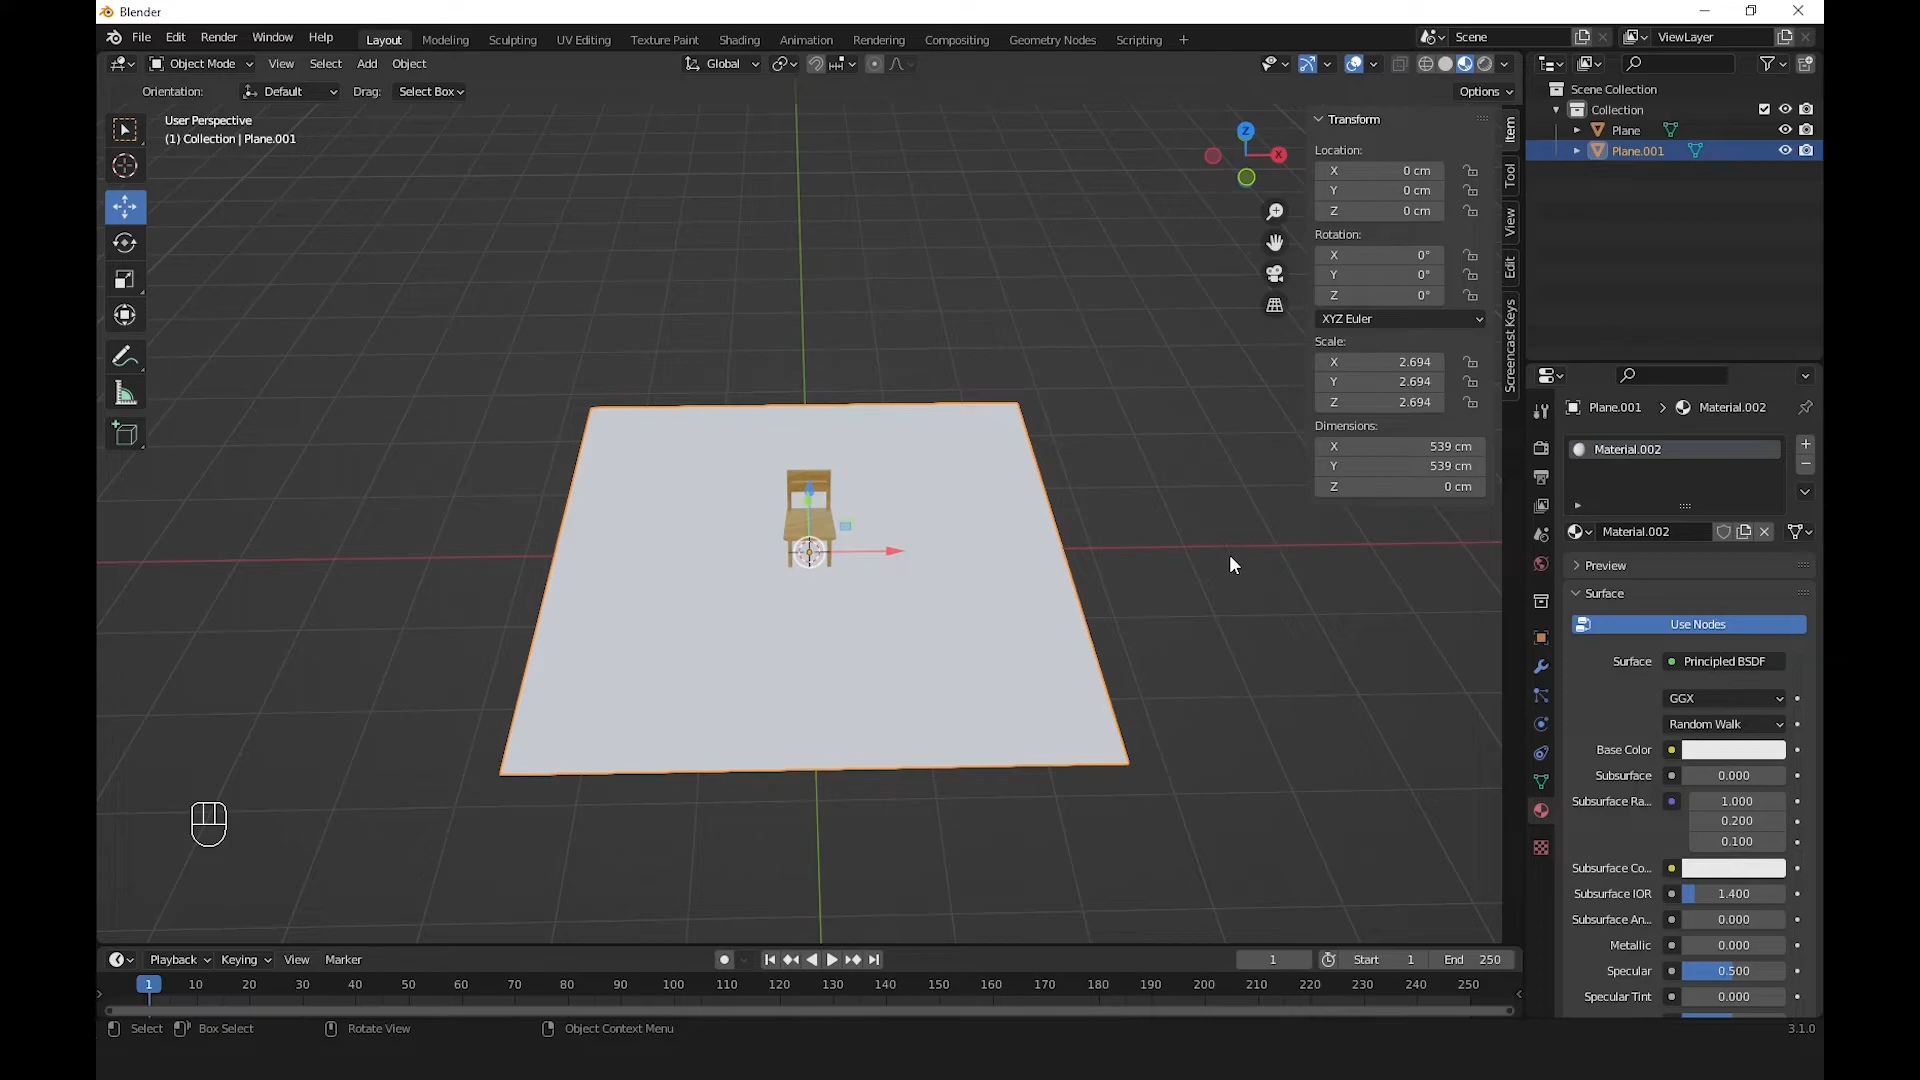 Blender
File Edit Render Window Help Layout Modeling Sculpting UV Editing Texture Paint Shading Animation Rendering Compositing Geometry Nodes Scripting + Scene ViewLayer
Object Mode View Select Add Object Global
Orientation: Default Drag: Select Box Options
User Perspective
(1) Collection | Plane.001
Z
X
Transform
Location:
X 0 cm
Y 0 cm
Z 0 cm
Rotation:
X 0°
Y 0°
Z 0°
XYZ Euler
Scale:
X 2.694
Y 2.694
Z 2.694
Dimensions:
X 539 cm
Y 539 cm
Z 0 cm
Item
Tool
View
Edit
Screencast Keys
Scene Collection
Collection
Plane
Plane.001
Plane.001 > Material.002
Material.002
Material.002
Preview
Surface
Use Nodes
Surface Principled BSDF
GGX
Random Walk
Base Color
Subsurface 0.000
Subsurface Ra... 1.000
0.200
0.100
Subsurface Co...
Subsurface IOR 1.400
Subsurface An... 0.000
Metallic 0.000
Specular 0.500
Specular Tint 0.000
Playback Keying View Marker 1 Start 1 End 250
1 10 20 30 40 50 60 70 80 90 100 110 120 130 140 150 160 170 180 190 200 210 220 230 240 250
Select Box Select Rotate View Object Context Menu 3.1.0